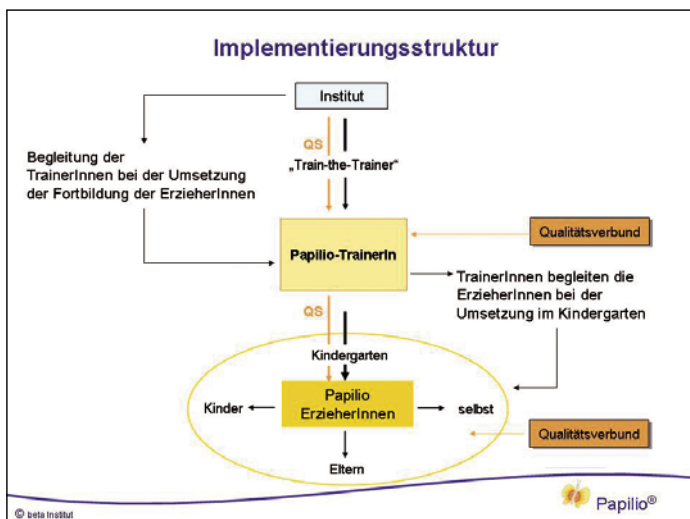 Implementierungsstruktur
Institut
QS
„Train-the-Trainer“
Begleitung der
TrainerInnen bei der Umsetzung
der Fortbildung der ErzieherInnen
Papilio-TrainerIn
Qualitätsverbund
TrainerInnen begleiten die
ErzieherInnen bei der
Umsetzung im Kindergarten
QS
Kindergarten
Kinder
Papilio
ErzieherInnen
selbst
Qualitätsverbund
Eltern
© beta Institut
Papilio®